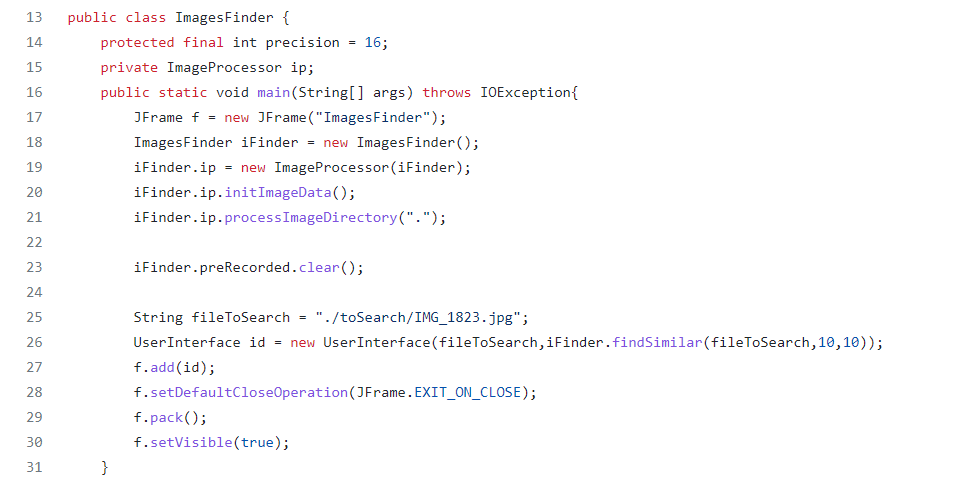 13 public class ImagesFinder {
14 protected final int precision = 16;
15 private ImageProcessor ip;
16 public static void main(String[] args) throws IOException{
17 JFrame f = new JFrame("ImagesFinder");
18 ImagesFinder iFinder = new ImagesFinder();
19 iFinder.ip = new ImageProcessor(iFinder);
20 iFinder.ip.initImageData();
21 iFinder.ip.processImageDirectory(".");
22
23 iFinder.preRecorded.clear();
24
25 String fileToSearch = "./toSearch/IMG_1823.jpg";
26 UserInterface id = new UserInterface(fileToSearch,iFinder.findSimilar(fileToSearch,10,10));
27 f.add(id);
28 f.setDefaultCloseOperation(JFrame.EXIT_ON_CLOSE);
29 f.pack();
30 f.setVisible(true);
31 }